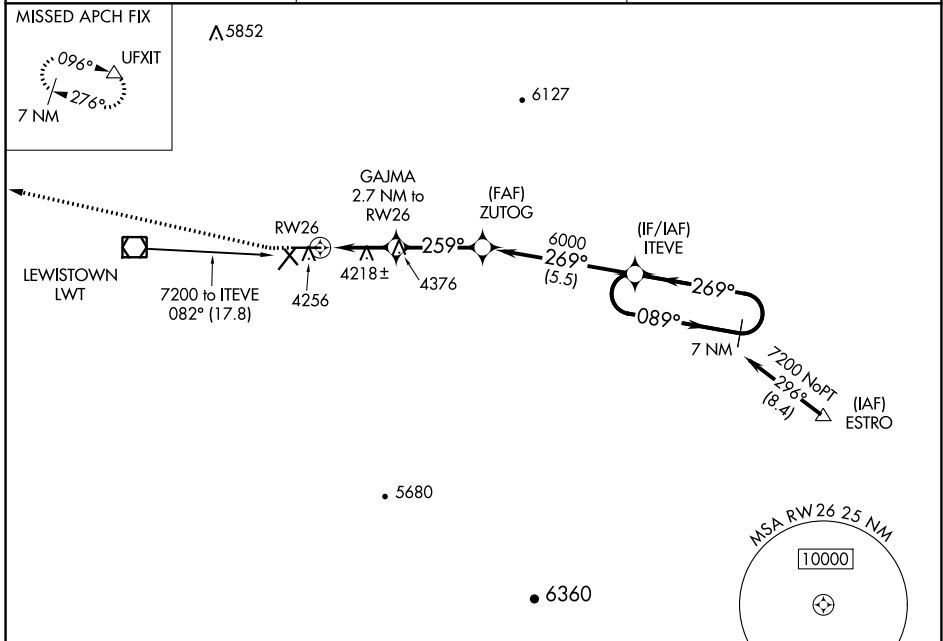 MISSED APCH FIX
096°
UFXIT
276°
7 NM
5852
6127
GAJMA
2.7 NM to
RW26
(FAF)
ZUTOG
(IF/IAF)
ITEVE
RW26
259°
6000
269°
(5.5)
269°
LEWISTOWN
LWT
4256
4218±
4376
7200 to ITEVE
082° (17.8)
089°
7 NM
7200 NoPT
296°
(8.4)
(IAF)
ESTRO
5680
6360
MSA RW 26 25 NM
10000